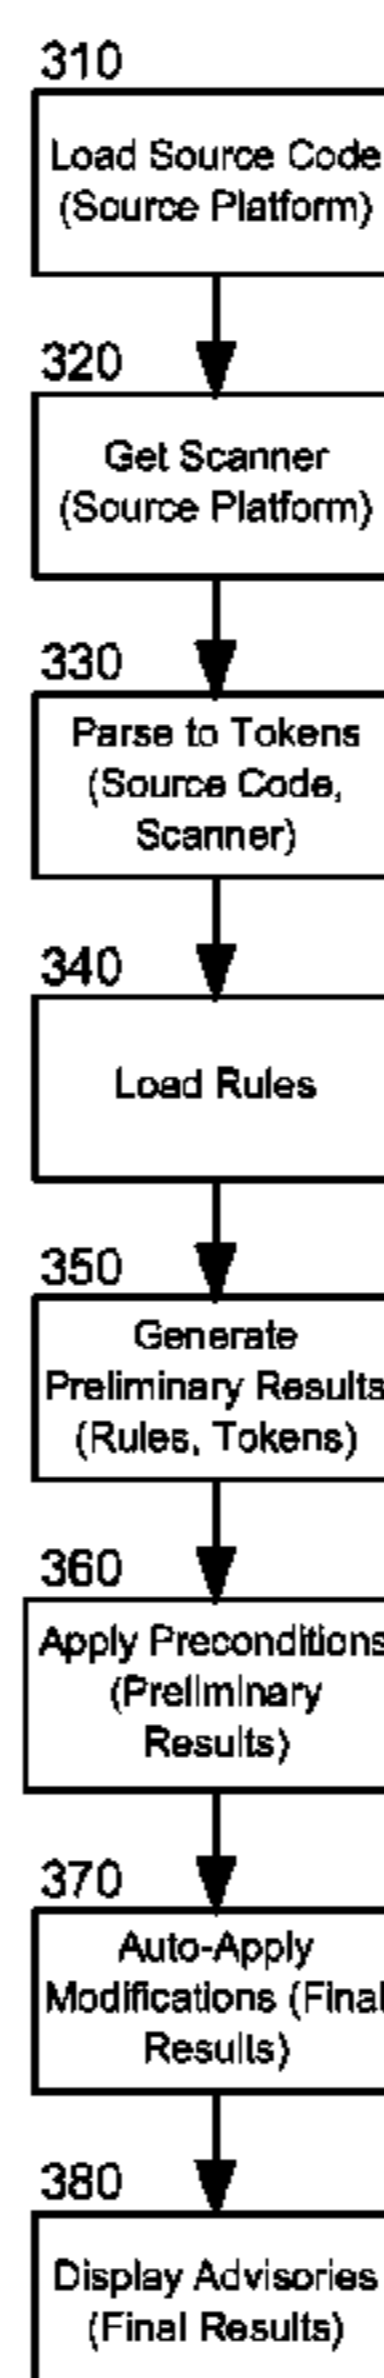 310
Load Source Code
(Source Platform)
320
Get Scanner
(Source Platform)
330
Parse to Tokens
(Source Code,
Scanner)
340
Load Rules
350
Generate
Preliminary Results
(Rules, Tokens)
360
Apply Preconditions
(Preliminary
Results)
370
Auto-Apply
Modifications (Final
Results)
380
Display Advisories
(Final Results)